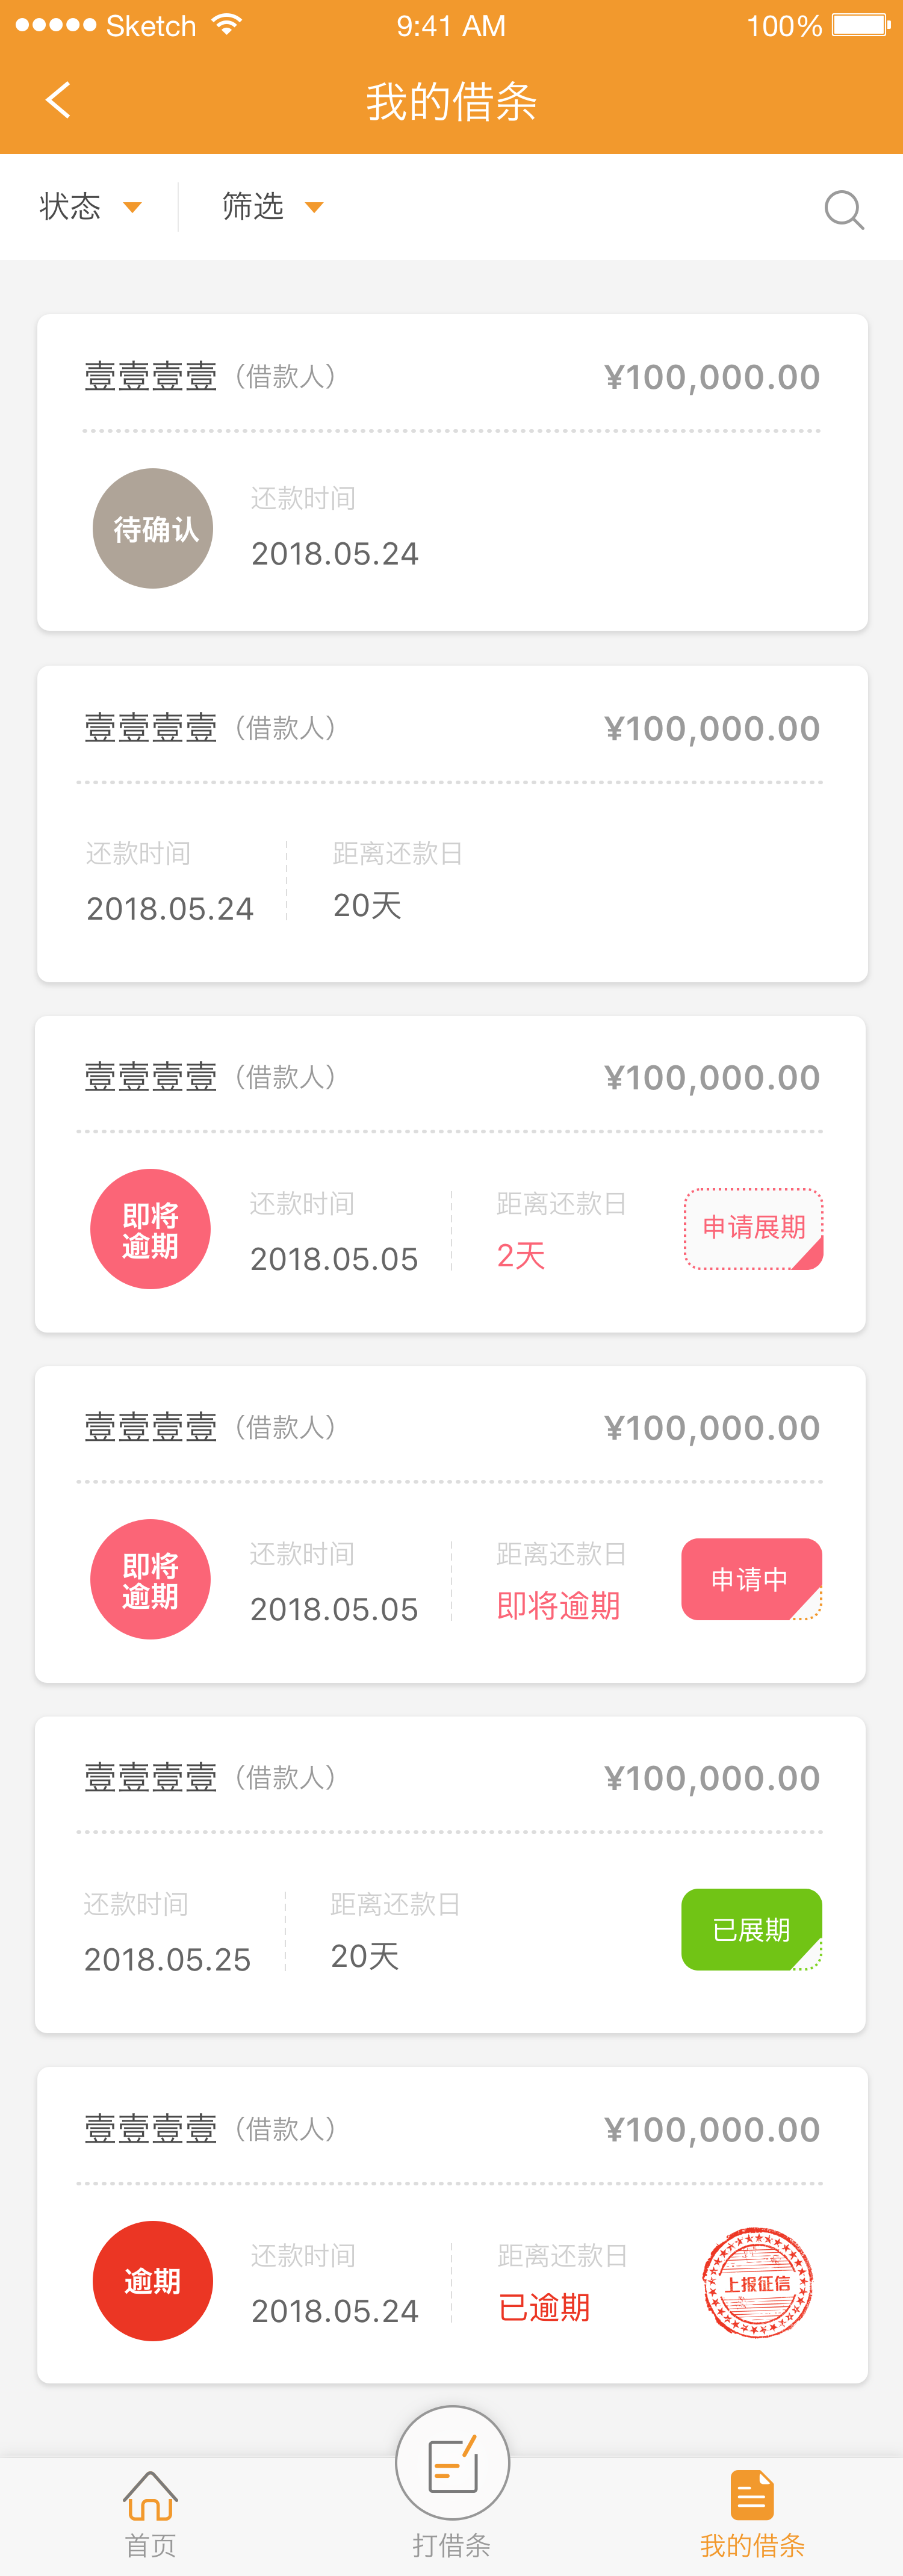 Sketch 9:41 AM 100%
我的借条
状态 筛选
壹壹壹壹（借款人） ¥100,000.00
待确认
还款时间
2018.05.24
壹壹壹壹（借款人） ¥100,000.00
还款时间 距离还款日
2018.05.24 20天
壹壹壹壹（借款人） ¥100,000.00
即将
逾期
还款时间 距离还款日
2018.05.05 2天
申请展期
壹壹壹壹（借款人） ¥100,000.00
即将
逾期
还款时间 距离还款日
2018.05.05 即将逾期
申请中
壹壹壹壹（借款人） ¥100,000.00
还款时间 距离还款日
2018.05.25 20天
已展期
壹壹壹壹（借款人） ¥100,000.00
逾期
还款时间 距离还款日
2018.05.24 已逾期
上报征信
首页 打借条 我的借条